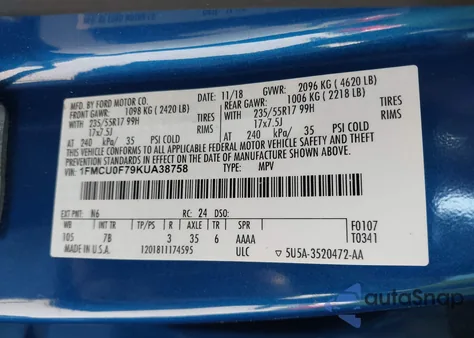 MFD. BY FORD MOTOR CO.
11/18 GVWR: 2096 KG ( 4620 LB)
FRONT GAWR: 1098 KG ( 2420 LB) REAR GAWR: 1006 KG ( 2218 LB)
WITH 235/55R17 99H WITH 235/55R17 99H
17x7.5J 17x7.5J
AT 240 kPa/ 35 PSI COLD AT 240 kPa/ 35 PSI COLD
THIS VEHICLE CONFORMS TO ALL APPLICABLE FEDERAL MOTOR VEHICLE SAFETY AND THEFT
PREVENTION STANDARDS IN EFFECT ON THE DATE OF MANUFACTURE SHOWN ABOVE.
VIN: 1FMCU0F79KUA38758 TYPE: MPV
EXT PNT: N6 RC: 24 DSO: F0107
WB INT TR TP/PS R AXLE TR SPR T0341
105 7B 3 35 6 AAAA
MADE IN U.S.A. 1201811174595 ULC 5U5A-3520472-AA
autoSnap